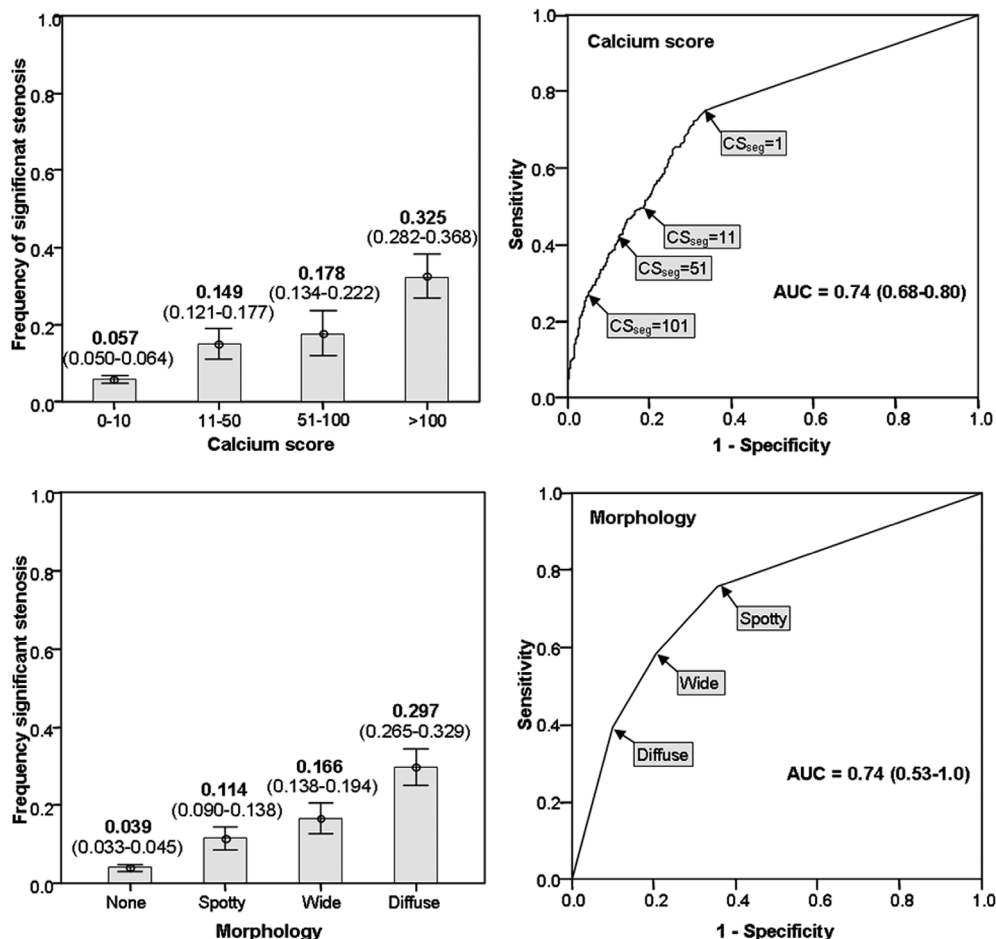 Frequency of significnat stenosis
1.0
0.8
0.6
0.4
0.2
0.0
0.057
(0.050-0.064)
0.149
(0.121-0.177)
0.178
(0.134-0.222)
0.325
(0.282-0.368)
0-10
11-50
51-100
>100
Calcium score
Calcium score
Sensitivity
1.0
0.8
0.6
0.4
0.2
0.0
CSseg=1
CSseg=11
CSseg=51
CSseg=101
AUC = 0.74 (0.68-0.80)
0.0
0.2
0.4
0.6
0.8
1.0
1 - Specificity
Frequency significant stenosis
1.0
0.8
0.6
0.4
0.2
0.0
0.039
(0.033-0.045)
0.114
(0.090-0.138)
0.166
(0.138-0.194)
0.297
(0.265-0.329)
None
Spotty
Wide
Diffuse
Morphology
Morphology
Sensitivity
1.0
0.8
0.6
0.4
0.2
0.0
Spotty
Wide
Diffuse
AUC = 0.74 (0.53-1.0)
0.0
0.2
0.4
0.6
0.8
1.0
1 - Specificity